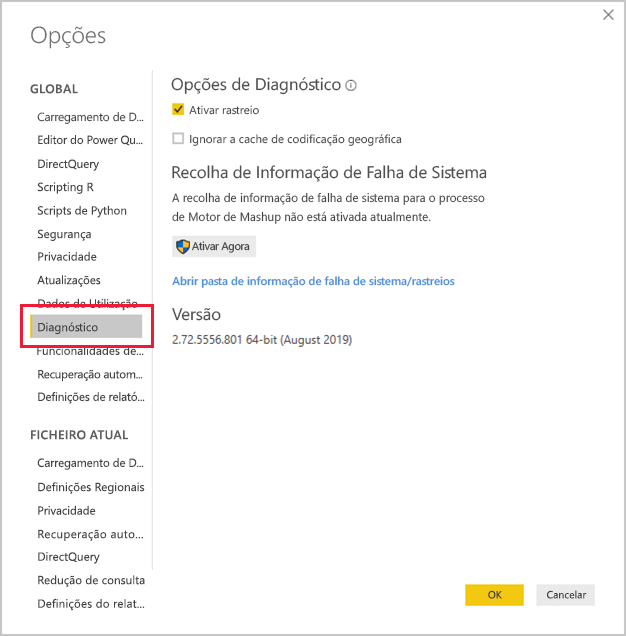 Opções
GLOBAL
Carregamento de D...
Editor do Power Qu...
DirectQuery
Scripting R
Scripts de Python
Segurança
Privacidade
Atualizações
Dados de Utilização
Diagnóstico
Funcionalidades de...
Recuperação autom...
Definições de relató...
FICHEIRO ATUAL
Carregamento de D...
Definições Regionais
Privacidade
Recuperação auto...
DirectQuery
Redução de consulta
Definições do relat...
Opções de Diagnóstico
Ativar rastreio
Ignorar a cache de codificação geográfica
Recolha de Informação de Falha de Sistema
A recolha de informação de falha de sistema para o processo
de Motor de Mashup não está ativada atualmente.
Ativar Agora
Abrir pasta de informação de falha de sistema/rastreios
Versão
2.72.5556.801 64-bit (August 2019)
OK
Cancelar